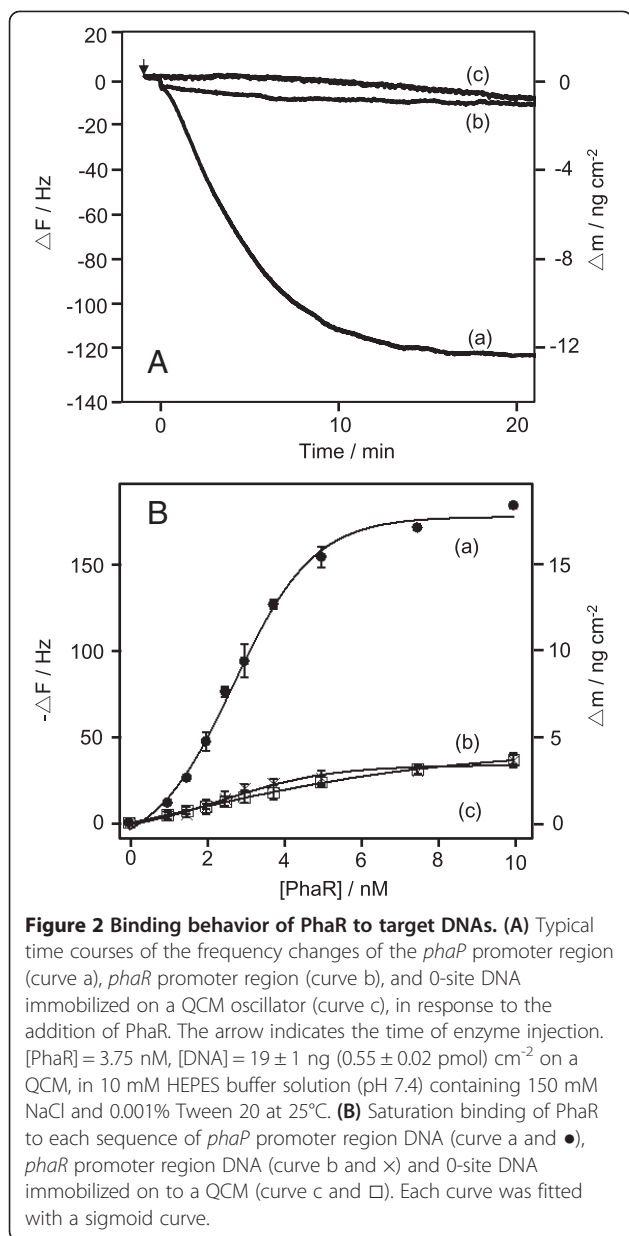 20
0
-20
-40
-60
-80
-100
-120
-140
△F / Hz
0
-4
-8
-12
△m / ng cm⁻²
(c)
(b)
(a)
A
0
10
20
Time / min
B
150
100
50
0
-△F / Hz
15
10
5
0
△m / ng cm⁻²
(a)
(b)
(c)
0
2
4
6
8
10
[PhaR] / nM
Figure 2 Binding behavior of PhaR to target DNAs. (A) Typical
time courses of the frequency changes of the phaP promoter region
(curve a), phaR promoter region (curve b), and 0-site DNA
immobilized on a QCM oscillator (curve c), in response to the
addition of PhaR. The arrow indicates the time of enzyme injection.
[PhaR] = 3.75 nM, [DNA] = 19 ± 1 ng (0.55 ± 0.02 pmol) cm⁻² on a
QCM, in 10 mM HEPES buffer solution (pH 7.4) containing 150 mM
NaCl and 0.001% Tween 20 at 25°C. (B) Saturation binding of PhaR
to each sequence of phaP promoter region DNA (curve a and ●),
phaR promoter region DNA (curve b and ×) and 0-site DNA
immobilized on to a QCM (curve c and □). Each curve was fitted
with a sigmoid curve.